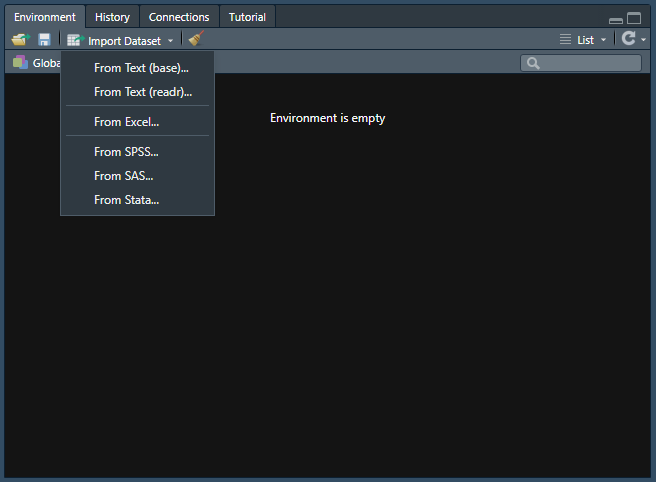 Environment History Connections Tutorial
Import Dataset List
Globa
From Text (base)...
From Text (readr)...
From Excel...
From SPSS...
From SAS...
From Stata...
Environment is empty